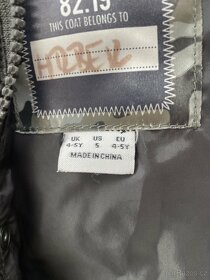 82.15
THIS COAT BELONGS TO
UK US EU
4-5Y 5 4-5Y
MADE IN CHINA